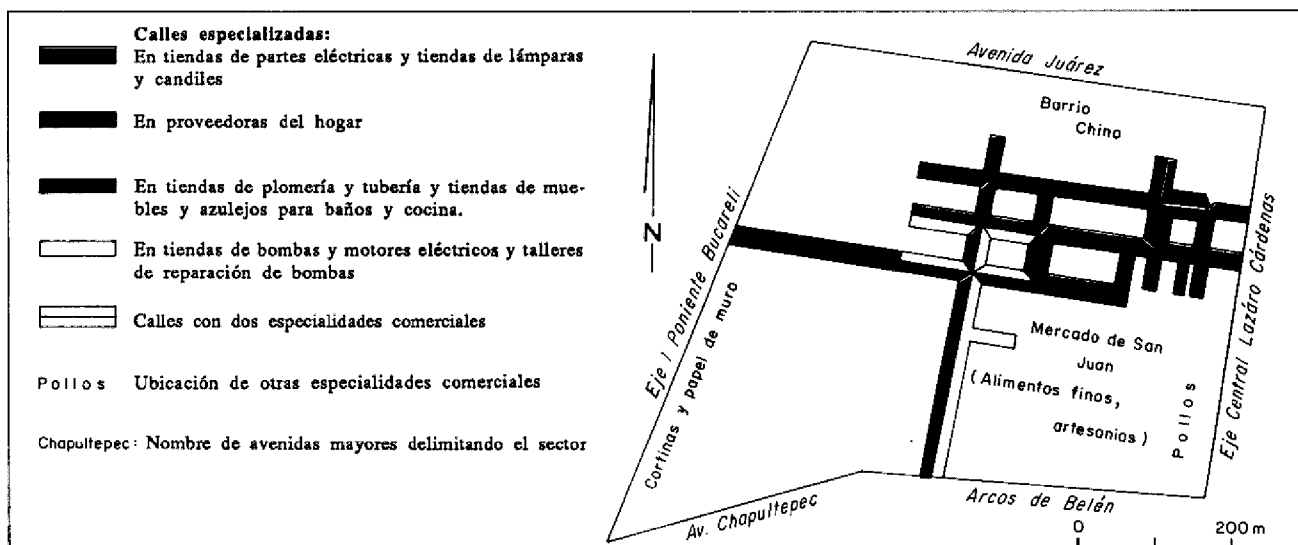 Calles especializadas:
En tiendas de partes eléctricas y tiendas de lámparas
y candiles
En proveedoras del hogar
En tiendas de plomería y tubería y tiendas de mue-
bles y azulejos para baños y cocina.
En tiendas de bombas y motores eléctricos y talleres
de reparación de bombas
Calles con dos especialidades comerciales
Pollos Ubicación de otras especialidades comerciales
Chapultepec: Nombre de avenidas mayores delimitando el sector
N
Avenida Juárez
Barrio
China
Eje 1 Poniente Bucareli
Cortinas y papel de muro
Eje Central Lazáro Cárdenas
Mercado de San
Juan
(Alimentos finos,
artesanias)
Pollos
Av. Chapultepec
Arcos de Belén
0 200 m